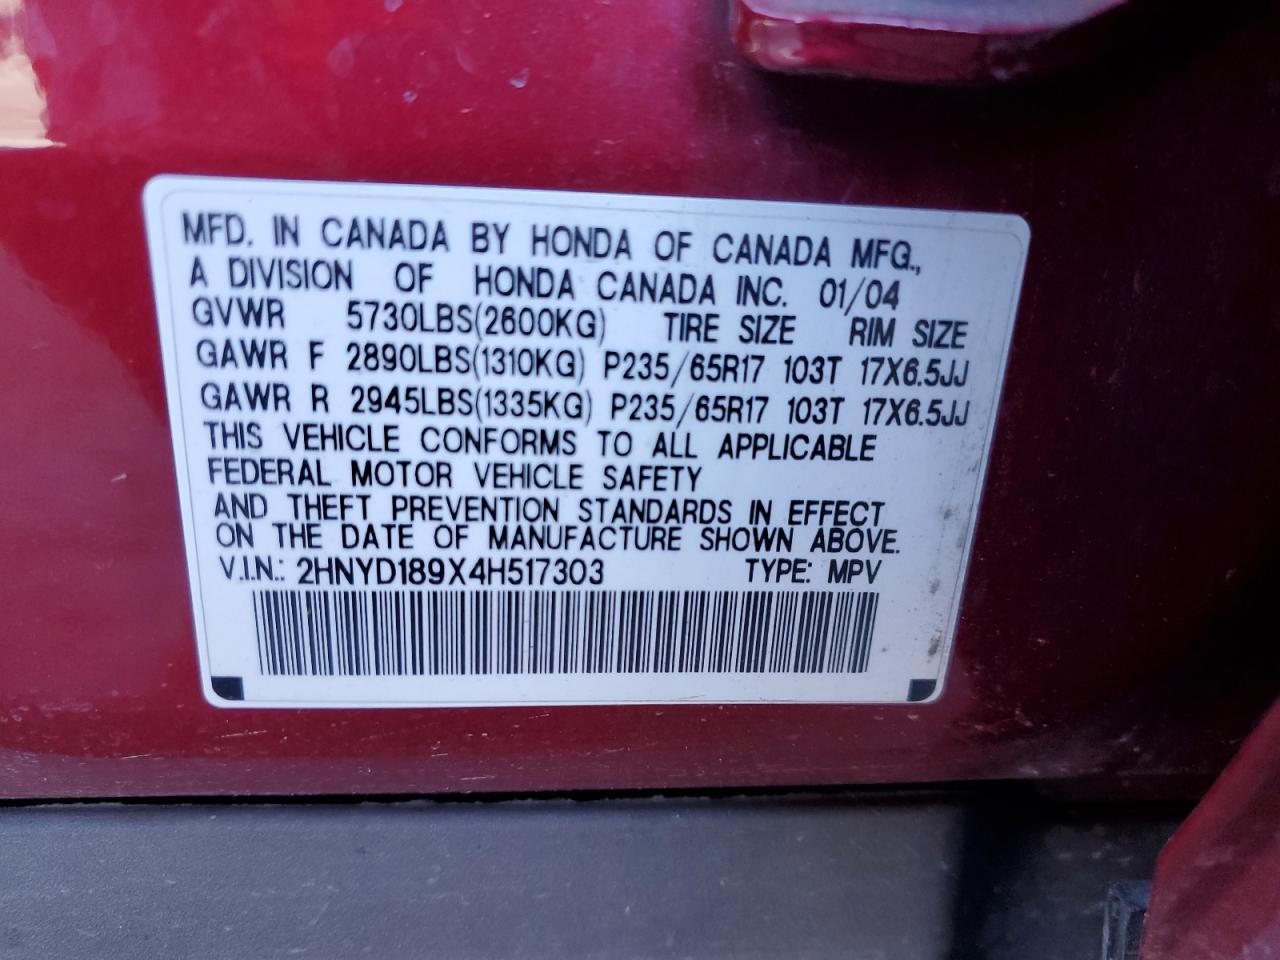 MFD. IN CANADA BY HONDA OF CANADA MFG.,
A DIVISION OF HONDA CANADA INC. 01/04
GVWR 5730LBS(2600KG) TIRE SIZE RIM SIZE
GAWR F 2890LBS(1310KG) P235/65R17 103T 17X6.5JJ
GAWR R 2945LBS(1335KG) P235/65R17 103T 17X6.5JJ
THIS VEHICLE CONFORMS TO ALL APPLICABLE
FEDERAL MOTOR VEHICLE SAFETY
AND THEFT PREVENTION STANDARDS IN EFFECT
ON THE DATE OF MANUFACTURE SHOWN ABOVE.
V.I.N.: 2HNYD189X4H517303 TYPE: MPV